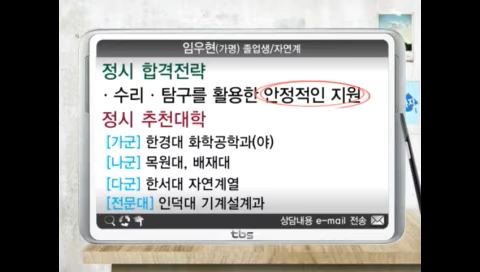 임우현(가명) 졸업생/자연계
정시 합격전략
· 수리 · 탐구를 활용한 안정적인 지원
정시 추천대학
[가군] 한경대 화학공학과(야)
[나군] 목원대, 배재대
[다군] 한서대 자연계열
[전문대] 인덕대 기계설계과
상담내용 e-mail 전송
tbs